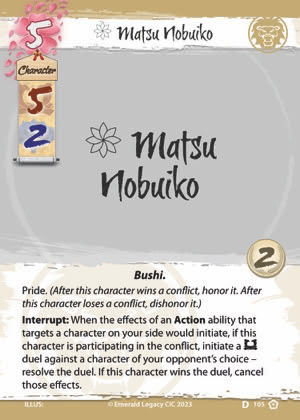 5
Matsu Nobuiko
Character
5
2
Matsu
Nobuiko
2
Bushi.
Pride. (After this character wins a conflict, honor it. After
this character loses a conflict, dishonor it.)
Interrupt: When the effects of an Action ability that
targets a character on your side would initiate, if this
character is participating in the conflict, initiate a
duel against a character of your opponent's choice –
resolve the duel. If this character wins the duel, cancel
those effects.
ILLUS:
© Emerald Legacy CIC 2023
D 105